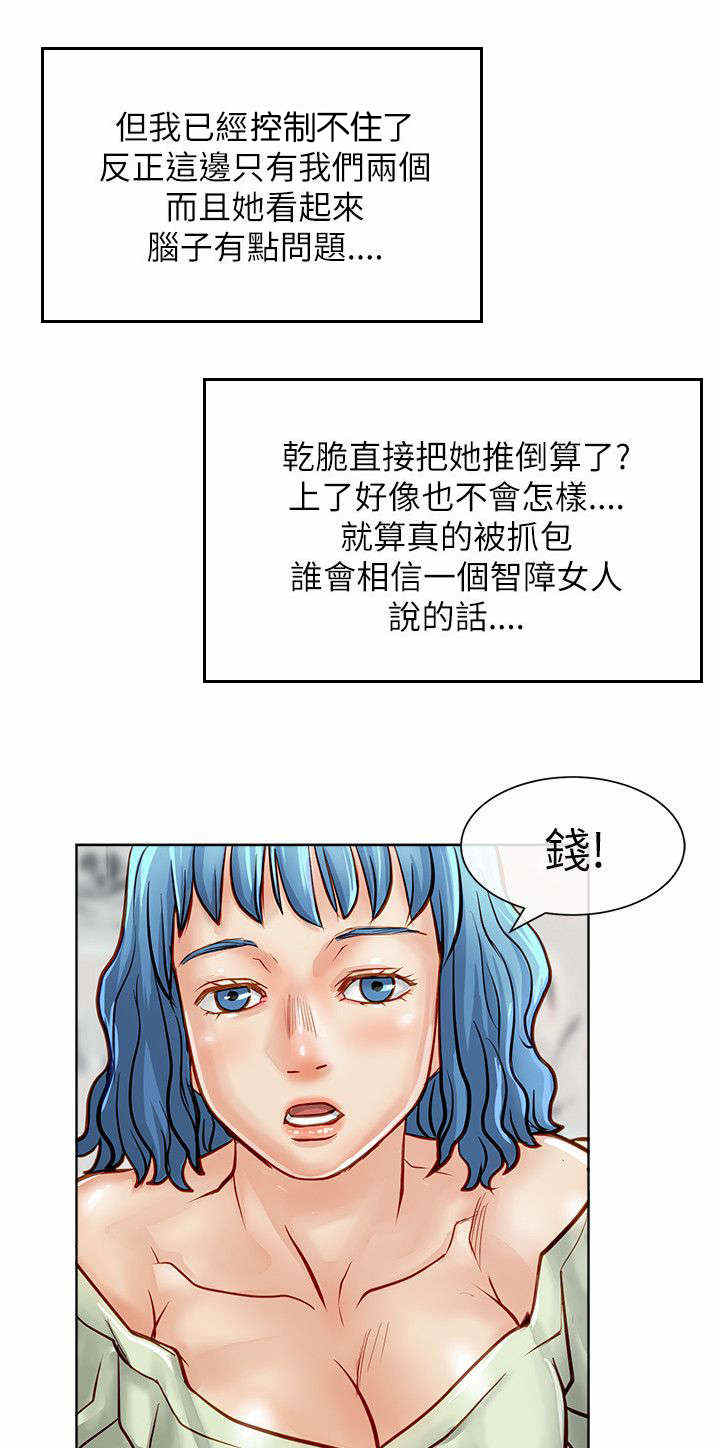 但我已經控制不住了
反正這邊只有我們兩個
而且她看起來
腦子有點問題....
乾脆直接把她推倒算了?
上了好像也不會怎樣....
就算真的被抓包
誰會相信一個智障女人
說的話....
錢!